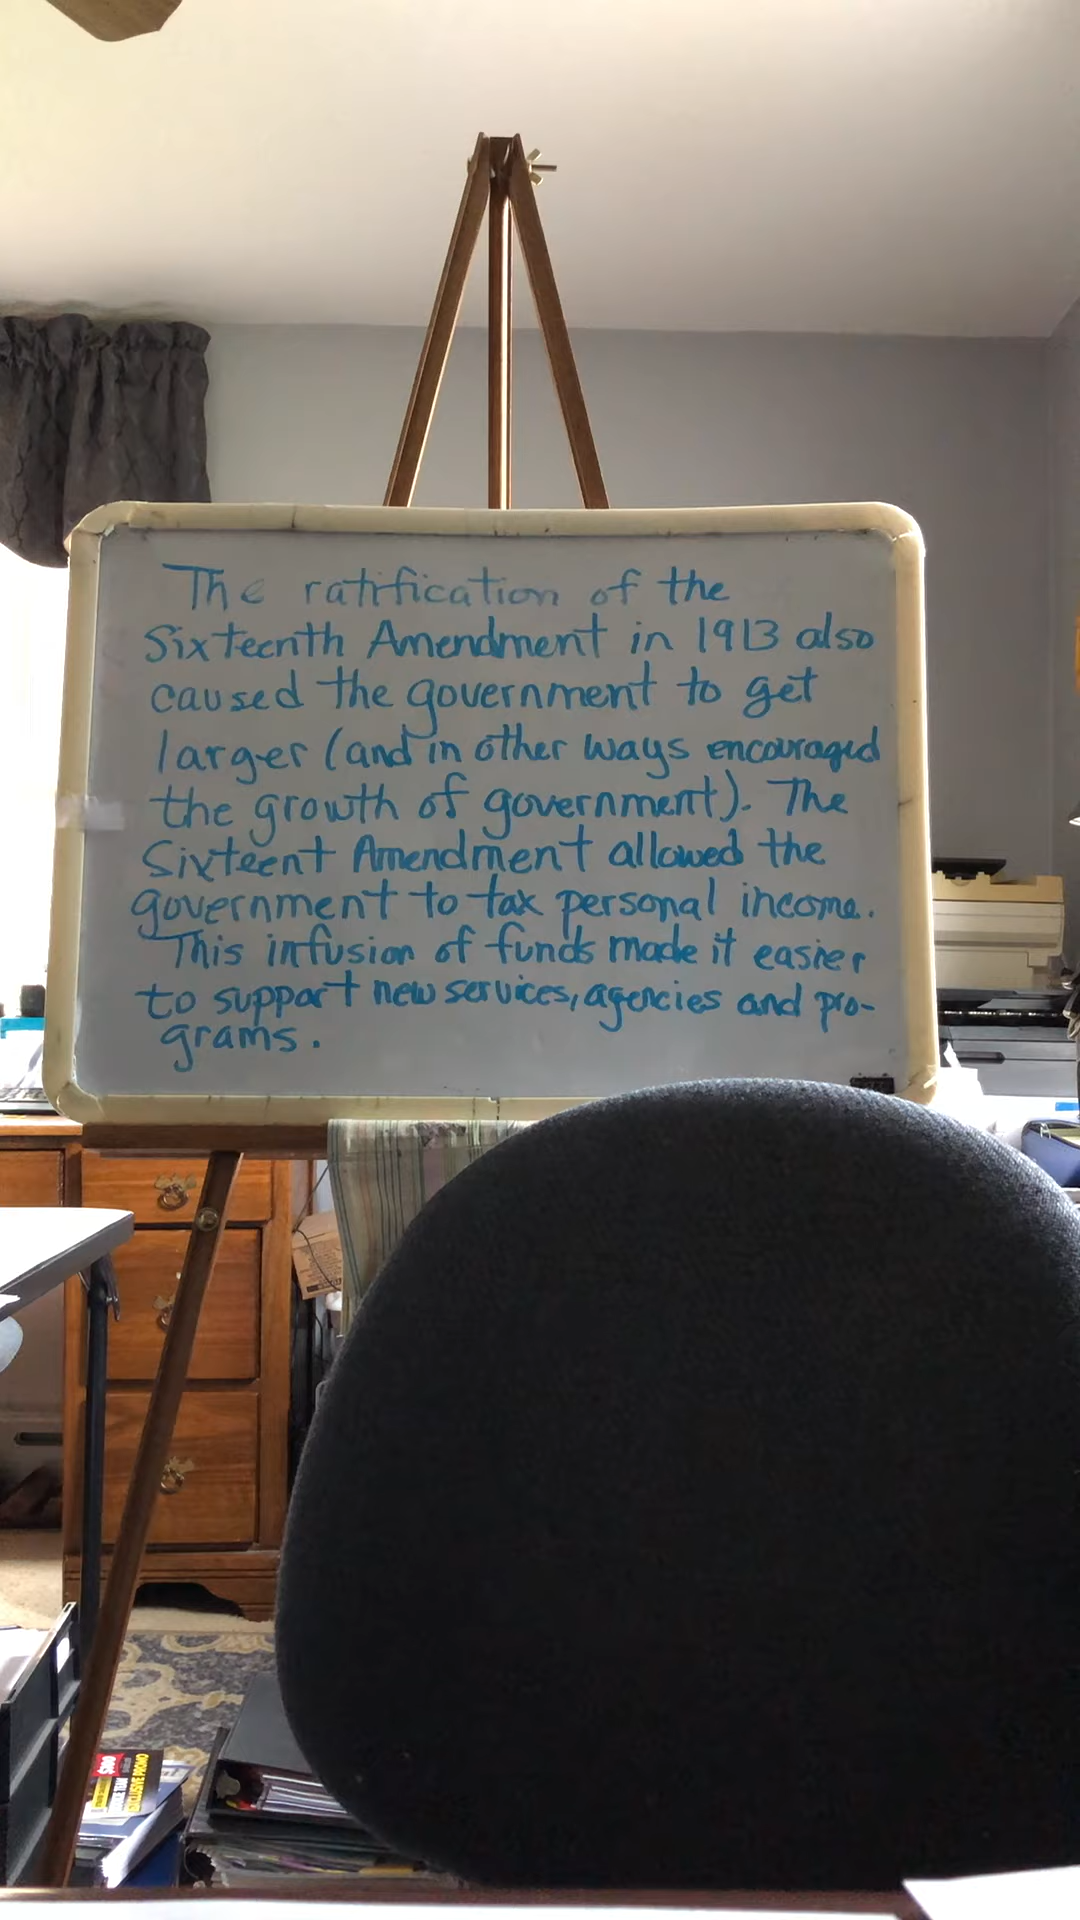 The ratification of the
Sixteenth Amendment in 1913 also
caused the government to get
larger (and in other ways encouraged
the growth of government). The
Sixteent Amendment allowed the
government to tax personal income.
This infusion of funds made it easier
to support new services, agencies and pro-
grams.